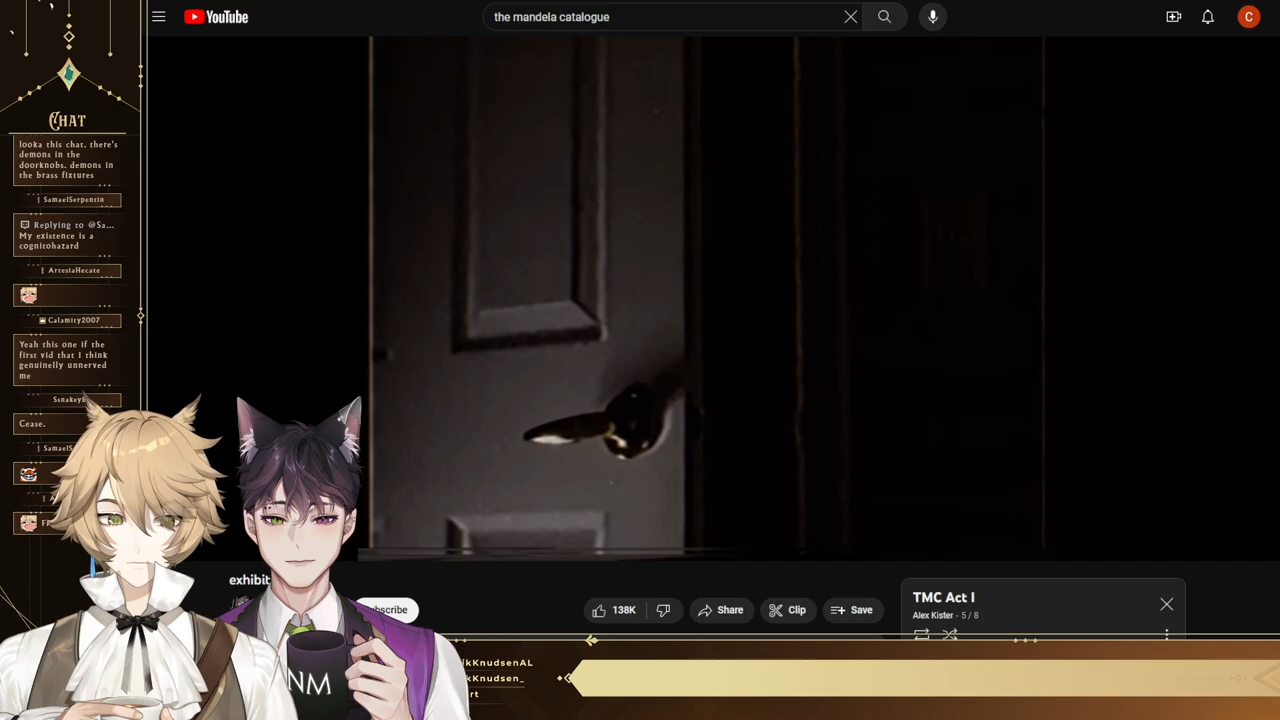 YouTube
the mandela catalogue
C
CHAT
looka this chat. there's
demons in the
doorknobs. demons in
the brass fixtures
SamaelSerpentin
Replying to @Sa...
My existence is a
cognitohazard
ArtesiaHecate
Calamity2007
Yeah this one if the
first vid that I think
genuinelly unnerved
me
Cease.
exhibit
138K
Share
Clip
Save
TMC Act I
Alex Kister - 5 / 8
NM